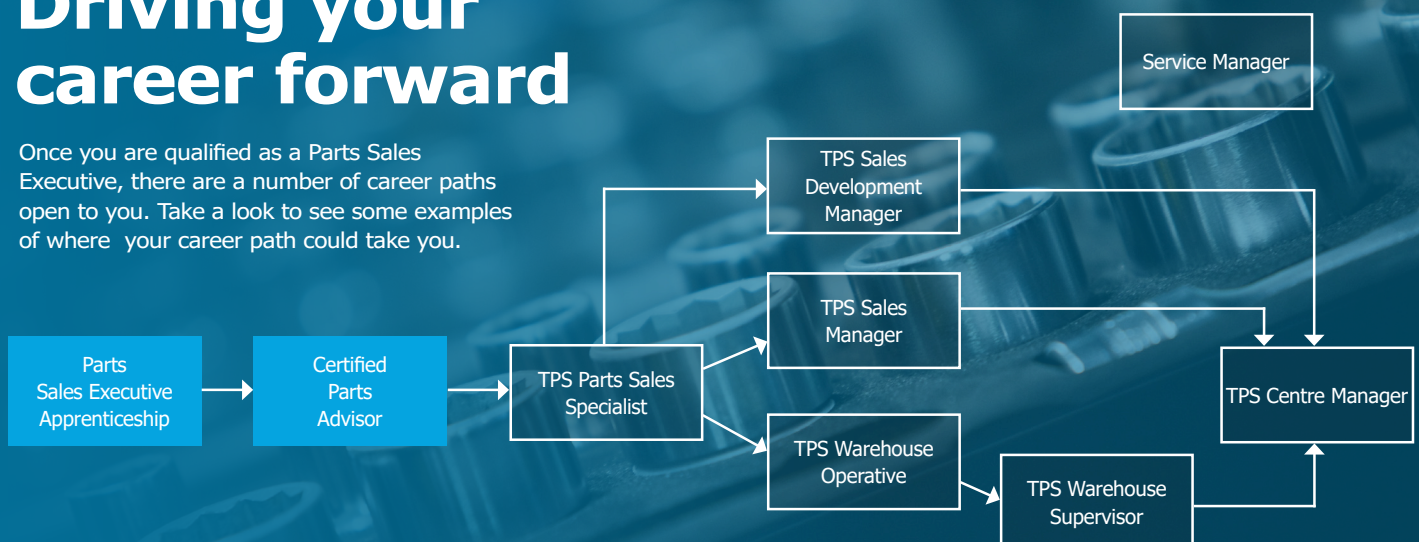 Driving your
career forward
Once you are qualified as a Parts Sales
Executive, there are a number of career paths
open to you. Take a look to see some examples
of where  your career path could take you.
Service Manager
TPS Sales
Development
Manager
TPS Sales
Manager
Parts
Sales Executive
Apprenticeship
Certified
Parts
Advisor
TPS Parts Sales
Specialist
TPS Centre Manager
TPS Warehouse
Operative
TPS Warehouse
Supervisor